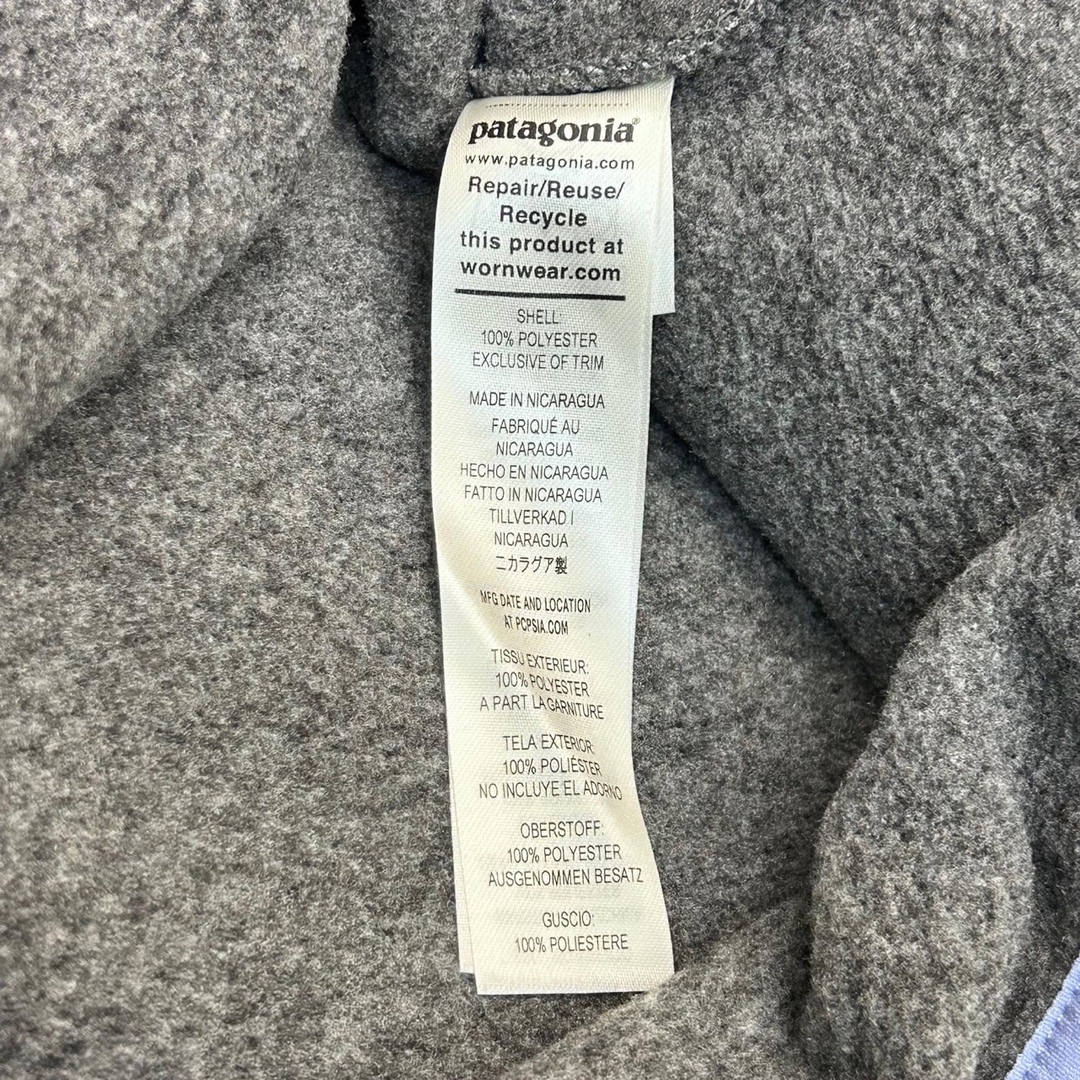 patagonia®
www.patagonia.com
Repair/Reuse/
Recycle
this product at
wornwear.com
SHELL:
100% POLYESTER
EXCLUSIVE OF TRIM
MADE IN NICARAGUA
FABRIQUÉ AU
NICARAGUA
HECHO EN NICARAGUA
FATTO IN NICARAGUA
TILLVERKAD I
NICARAGUA
ニカラグア製
MFG DATE AND LOCATION
AT PCPSIA.COM
TISSU EXTERIEUR:
100% POLYESTER
A PART LA GARNITURE
TELA EXTERIOR:
100% POLIÉSTER
NO INCLUYE EL ADORNO
OBERSTOFF:
100% POLYESTER
AUSGENOMMEN BESATZ
GUSCIO:
100% POLIESTERE